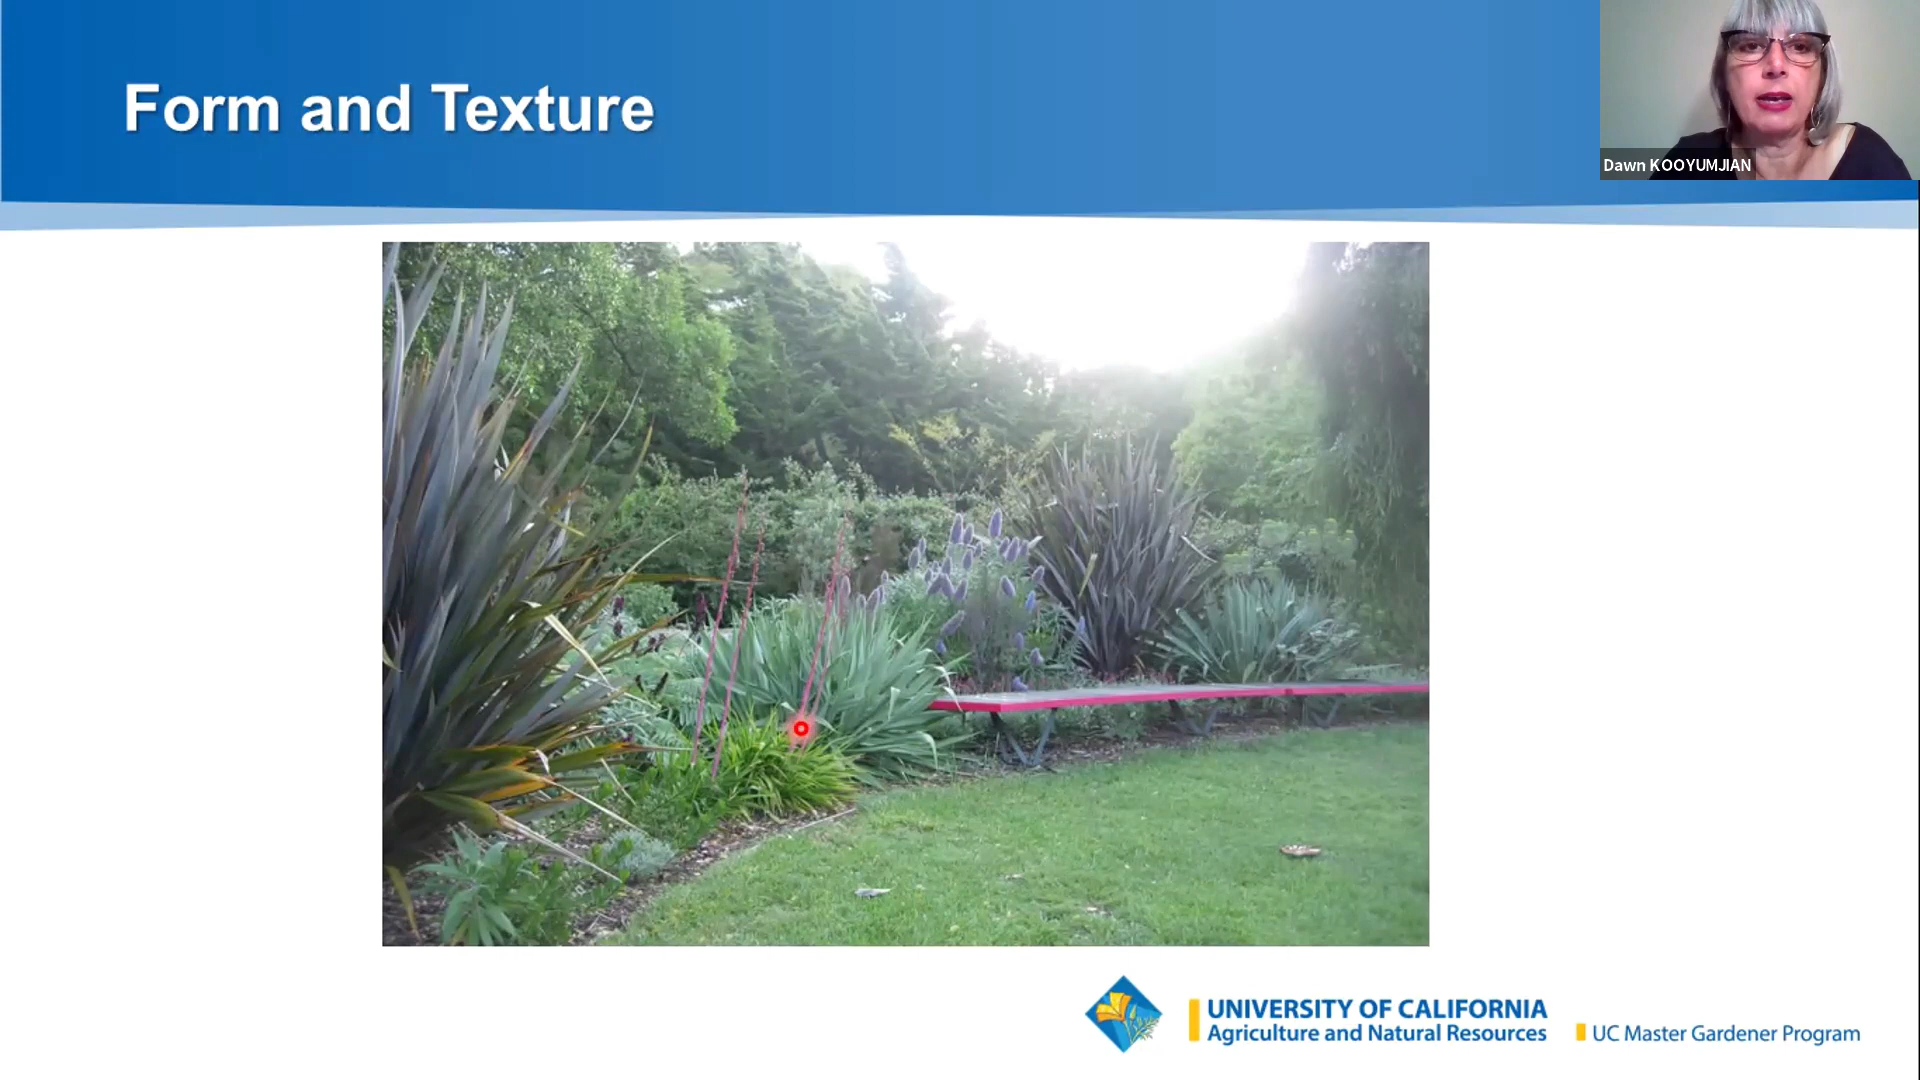 Form and Texture
Dawn KOOYUMJIAN
UNIVERSITY OF CALIFORNIA
Agriculture and Natural Resources
UC Master Gardener Program